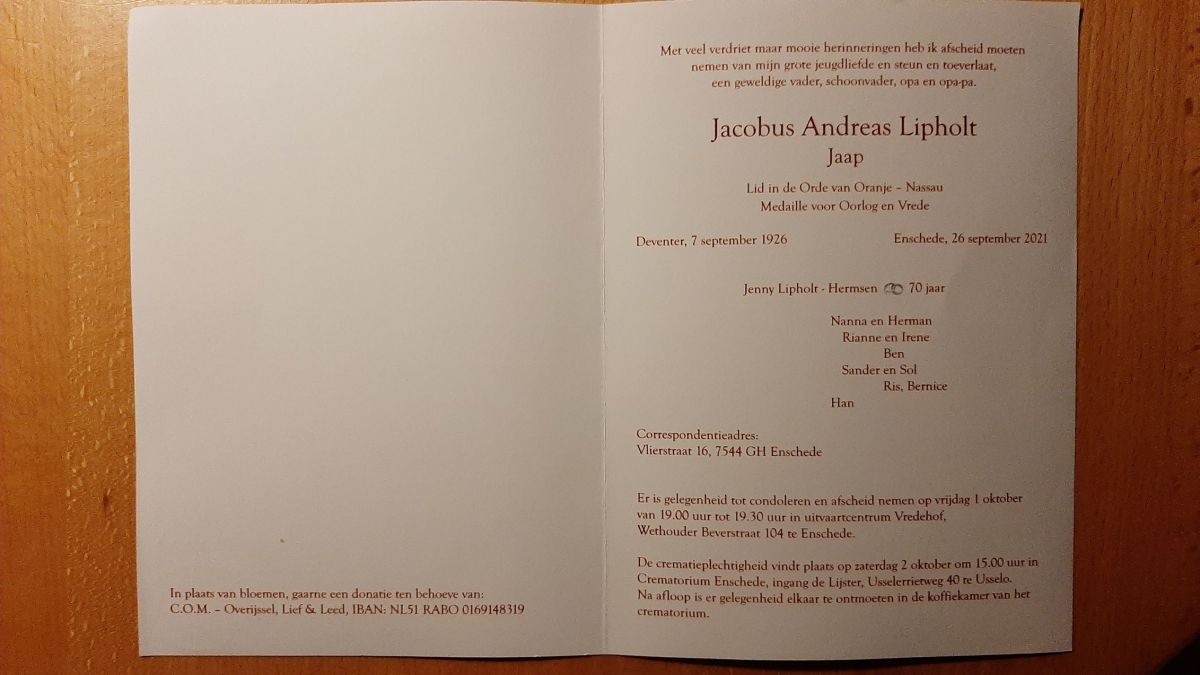 Met veel verdriet maar mooie herinneringen heb ik afscheid moeten
nemen van mijn grote jeugdliefde en steun en toeverlaat,
een geweldige vader, schoonvader, opa en opa-pa.
Jacobus Andreas Lipholt
Jaap
Lid in de Orde van Oranje – Nassau
Medaille voor Oorlog en Vrede
Deventer, 7 september 1926
Enschede, 26 september 2021
Jenny Lipholt - Hermsen 70 jaar
Nanna en Herman
Rianne en Irene
Ben
Sander en Sol
Ris, Bernice
Han
Correspondentieadres:
Vlierstraat 16, 7544 GH Enschede
Er is gelegenheid tot condoleren en afscheid nemen op vrijdag 1 oktober
van 19.00 uur tot 19.30 uur in uitvaartcentrum Vredehof,
Wethouder Beverstraat 104 te Enschede.
De crematieplechtigheid vindt plaats op zaterdag 2 oktober om 15.00 uur in
Crematorium Enschede, ingang de Lijster, Usselerrietweg 40 te Usselo.
Na afloop is er gelegenheid elkaar te ontmoeten in de koffiekamer van het
crematorium.
In plaats van bloemen, gaarne een donatie ten behoeve van:
C.O.M. – Overijssel, Lief & Leed, IBAN: NL51 RABO 0169148319